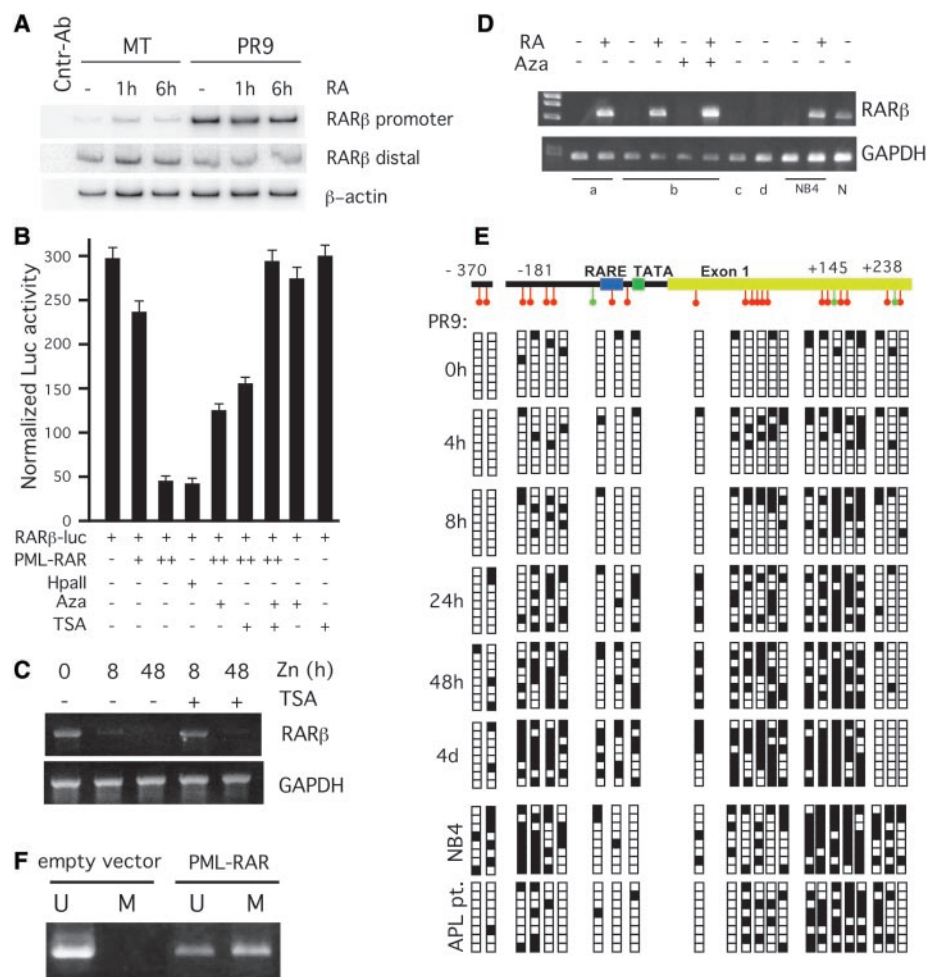 A
Cntr-Ab
MT PR9
- 1h 6h - 1h 6h RA
RARβ promoter
RARβ distal
β-actin
B
Normalized Luc activity
300
250
200
150
100
50
0
RARβ-luc + + + + + + + + +
PML-RAR - + ++ - ++ ++ ++ - -
HpaII - - - + - - - - -
Aza - - - - + - + + -
TSA - - - - - + + - +
C
0 8 48 8 48 Zn (h)
- - - + + TSA
RARβ
GAPDH
F
empty vector PML-RAR
U M U M
D
RA - + - + - + - - - + -
Aza - - - - + + - - - - -
RARβ
GAPDH
a b c d NB4 N
E
- 370 -181 RARE TATA Exon 1 +145 +238
PR9:
0h
4h
8h
24h
48h
4d
NB4
APL pt.